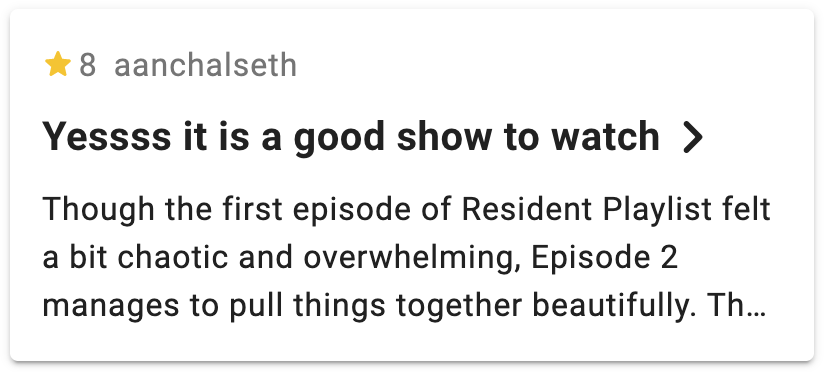 8 aanchalseth
Yessss it is a good show to watch
Though the first episode of Resident Playlist felt
a bit chaotic and overwhelming, Episode 2
manages to pull things together beautifully. Th...